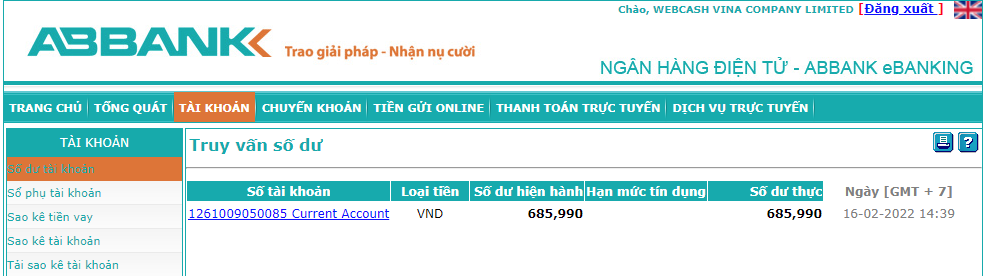 Chào, WEBCASH VINA COMPANY LIMITED [Đăng xuất ]
ABBANK
Trao giải pháp - Nhận nụ cười
NGÂN HÀNG ĐIỆN TỬ - ABBANK eBANKING
TRANG CHỦ TỔNG QUÁT TÀI KHOẢN CHUYỂN KHOẢN TIỀN GỬI ONLINE THANH TOÁN TRỰC TUYẾN DỊCH VỤ TRỰC TUYẾN
TÀI KHOẢN
Số dư tài khoản
Sổ phụ tài khoản
Sao kê tiền vay
Sao kê tài khoản
Tải sao kê tài khoản
Truy vấn số dư
?
Số tài khoản Loại tiền Số dư hiện hành Hạn mức tín dụng Số dư thực Ngày [GMT + 7]
1261009050085 Current Account VND 685,990 685,990 16-02-2022 14:39